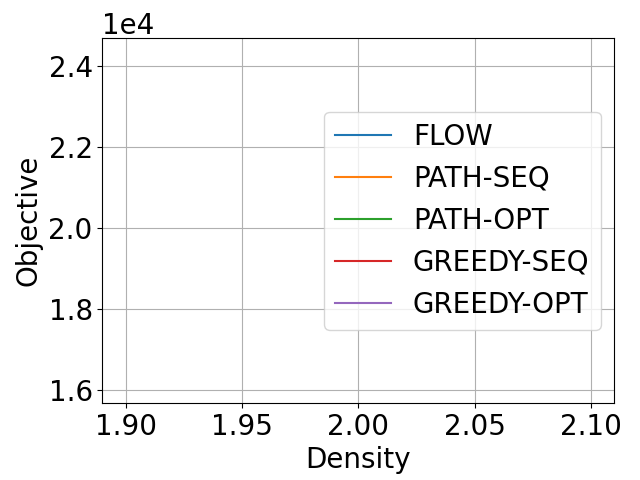 1e4
2.4
2.2
2.0
1.8
1.6
Objective
FLOW
PATH-SEQ
PATH-OPT
GREEDY-SEQ
GREEDY-OPT
1.90 1.95 2.00 2.05 2.10
Density